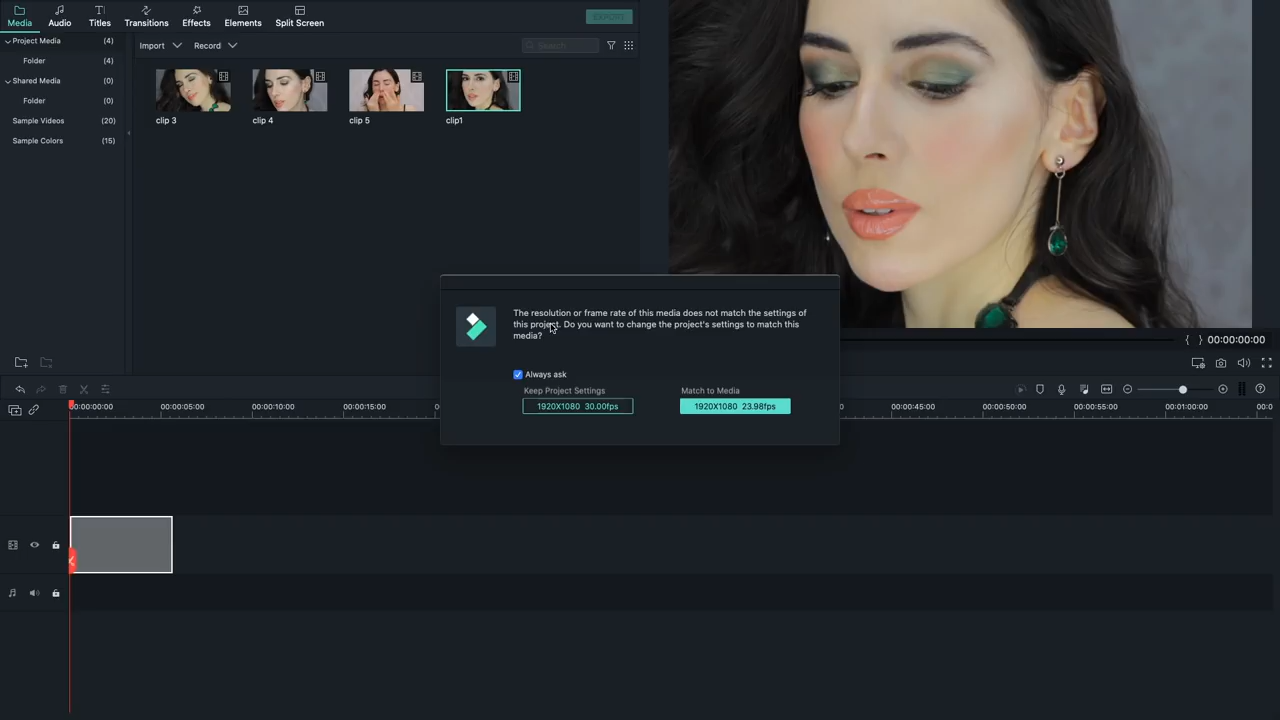 Media Audio Titles Transitions Effects Elements Split Screen EXPORT
Project Media (4)
Folder (4)
Shared Media (0)
Folder (0)
Sample Videos (20)
Sample Colors (15)
Import Record Search
clip 3 clip 4 clip 5 clip1
{ } 00:00:00:00
The resolution or frame rate of this media does not match the settings of
this project. Do you want to change the project's settings to match this
media?
Always ask
Keep Project Settings Match to Media
1920X1080 30.00fps 1920X1080 23.98fps
00:00:00:00 00:00:05:00 00:00:10:00 00:00:15:00 00:00:45:00 00:00:50:00 00:00:55:00 00:01:00:00